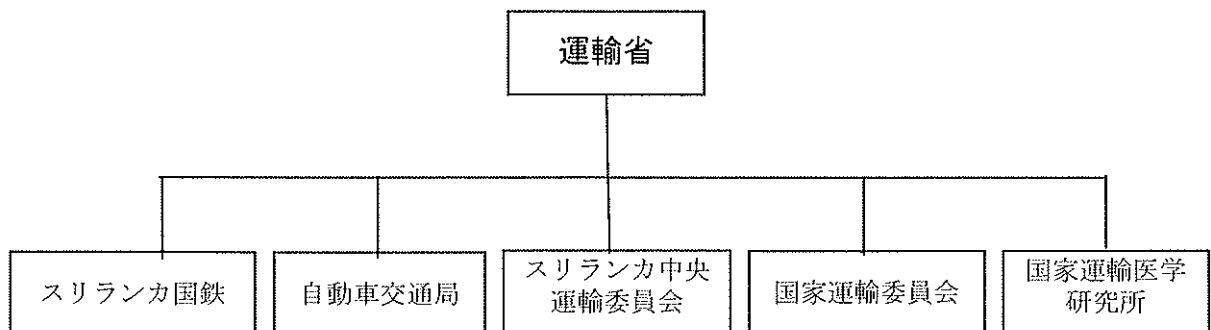 運輸省
スリランカ国鉄
自動車交通局
スリランカ中央
運輸委員会
国家運輸委員会
国家運輸医学
研究所